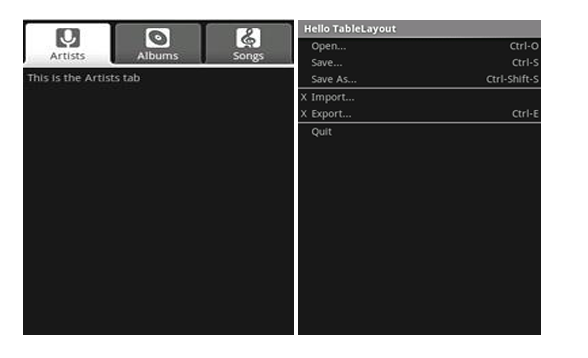 Artists Albums Songs
This is the Artists tab
Hello TableLayout
Open... Ctrl-O
Save... Ctrl-S
Save As... Ctrl-Shift-S
X Import...
X Export... Ctrl-E
Quit